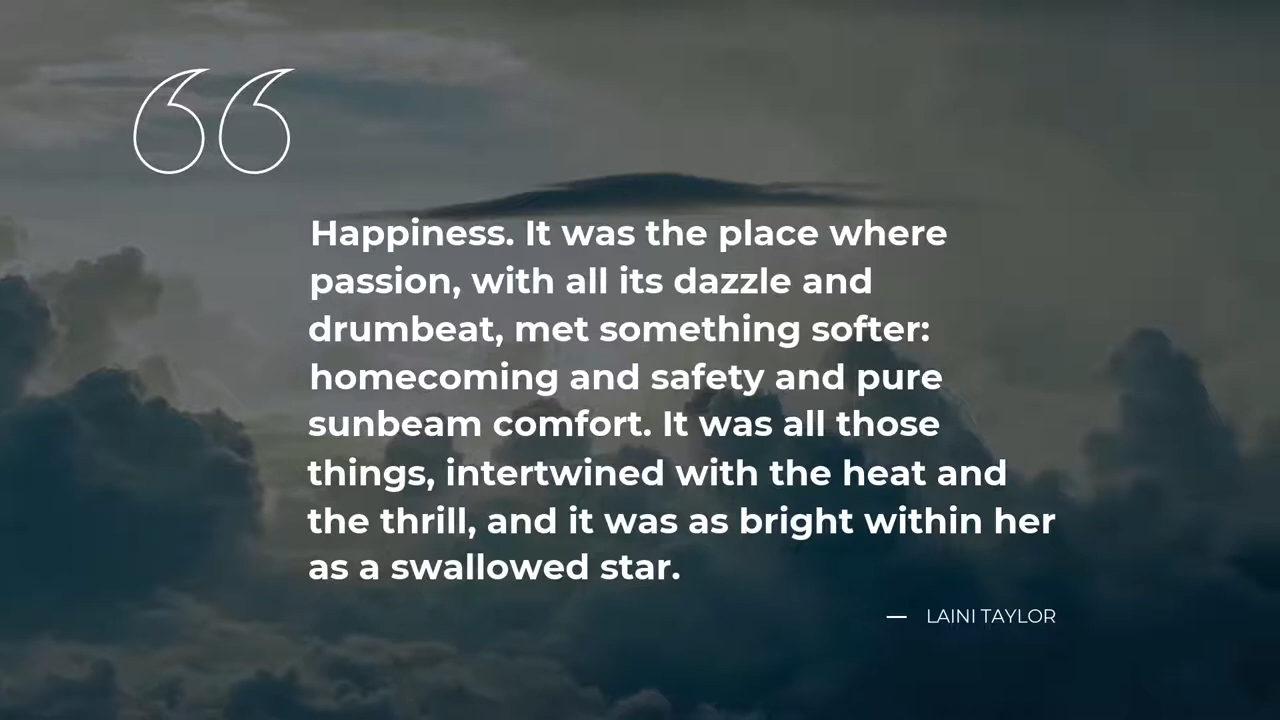 “
Happiness. It was the place where
passion, with all its dazzle and
drumbeat, met something softer:
homecoming and safety and pure
sunbeam comfort. It was all those
things, intertwined with the heat and
the thrill, and it was as bright within her
as a swallowed star.
— LAINI TAYLOR